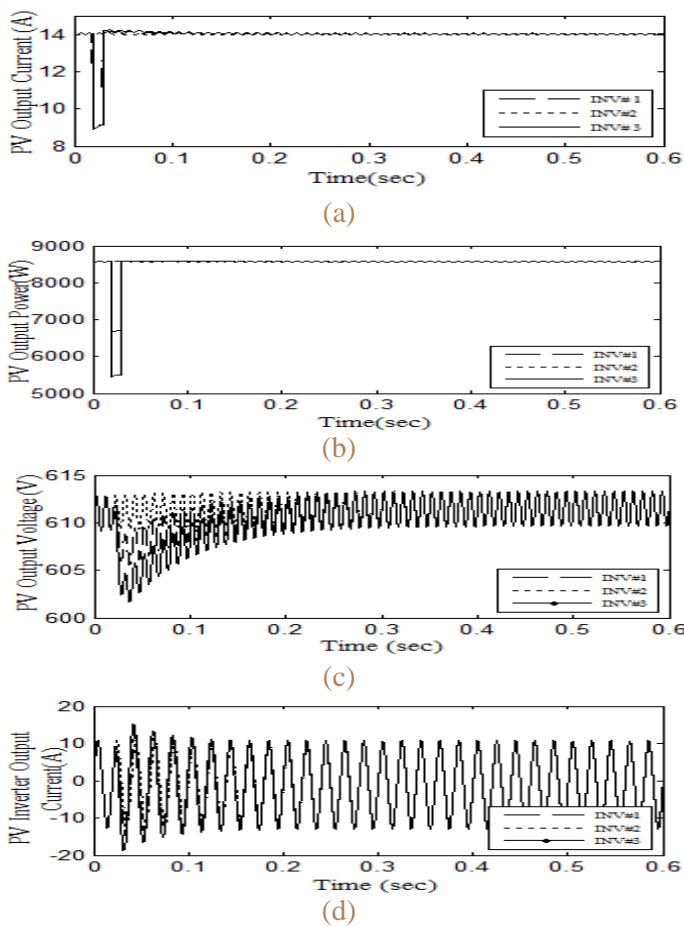 PV Output Current (A)
14
12
10
8
0 0.1 0.2 0.3 0.4 0.5 0.6
Time(sec)
INV# 1
INV#2
INV# 3
(a)
PV Output Power(W)
9000
8000
7000
6000
5000
0 0.1 0.2 0.3 0.4 0.5 0.6
Time(sec)
INV#1
INV#2
INV#3
(b)
PV Output Voltage (V)
615
610
605
600
0 0.1 0.2 0.3 0.4 0.5 0.6
Time (sec)
INV#1
INV#2
INV#3
(c)
PV Inverter Output
Current(A)
20
10
0
-10
-20
0 0.1 0.2 0.3 0.4 0.5 0.6
Time (sec)
INV#1
INV#2
INV#3
(d)